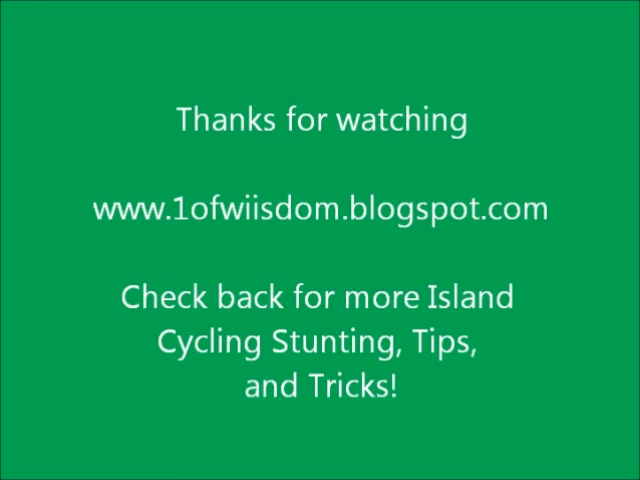 Thanks for watching
www.1ofwiisdom.blogspot.com
Check back for more Island
Cycling Stunting, Tips,
and Tricks!